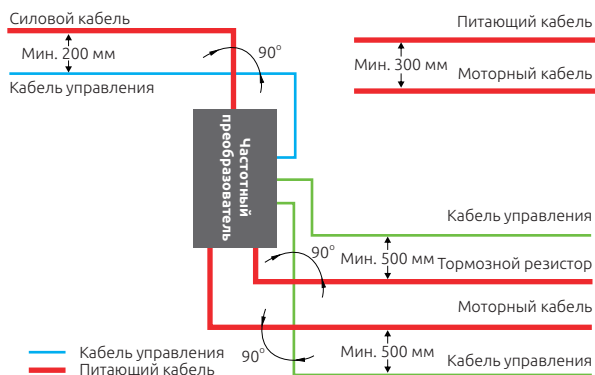 Силовой кабель
Мин. 200 мм
90°
Кабель управления
Питающий кабель
Мин. 300 мм
Моторный кабель
Частотный
преобразователь
Кабель управления
90°
Мин. 500 мм
Тормозной резистор
Моторный кабель
90°
Мин. 500 мм
Кабель управления
Кабель управления
Питающий кабель